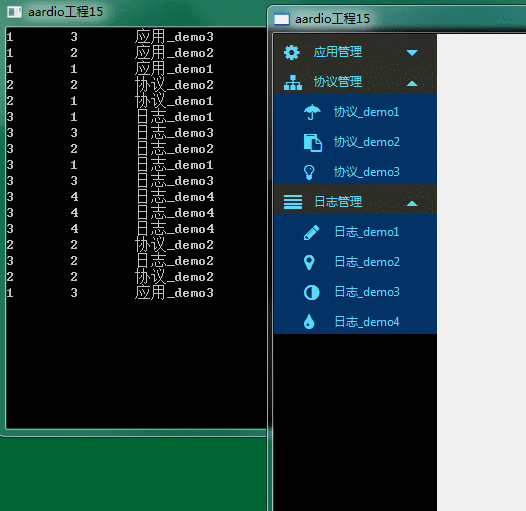 aardio工程15
1 3 应用_demo3
1 2 应用_demo2
1 1 应用_demo1
2 2 协议_demo2
2 1 协议_demo1
3 1 日志_demo1
3 3 日志_demo3
3 2 日志_demo2
3 1 日志_demo1
3 3 日志_demo3
3 4 日志_demo4
3 4 日志_demo4
3 4 日志_demo4
2 2 协议_demo2
3 2 日志_demo2
2 2 协议_demo2
1 3 应用_demo3
aardio工程15
应用管理
协议管理
协议_demo1
协议_demo2
协议_demo3
日志管理
日志_demo1
日志_demo2
日志_demo3
日志_demo4